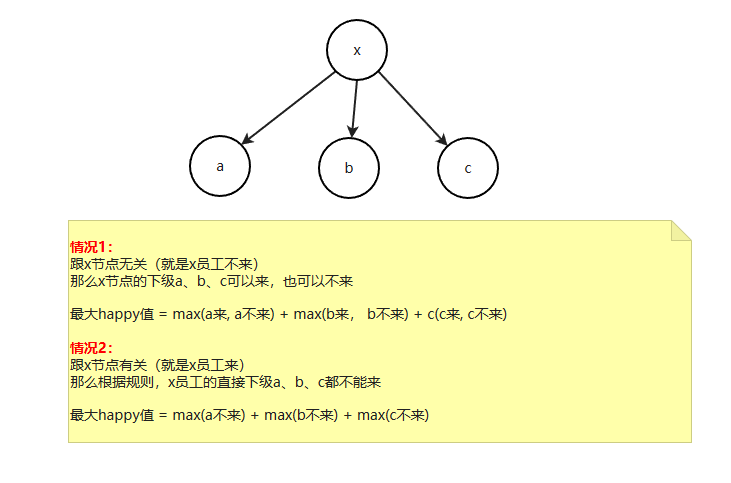 x
a
b
c
情况1：
跟x节点无关（就是x员工不来）
那么x节点的下级a、b、c可以来，也可以不来
最大happy值 = max(a来, a不来) + max(b来， b不来) + c(c来, c不来)
情况2：
跟x节点有关（就是x员工来）
那么根据规则，x员工的直接下级a、b、c都不能来
最大happy值 = max(a不来) + max(b不来) + max(c不来)